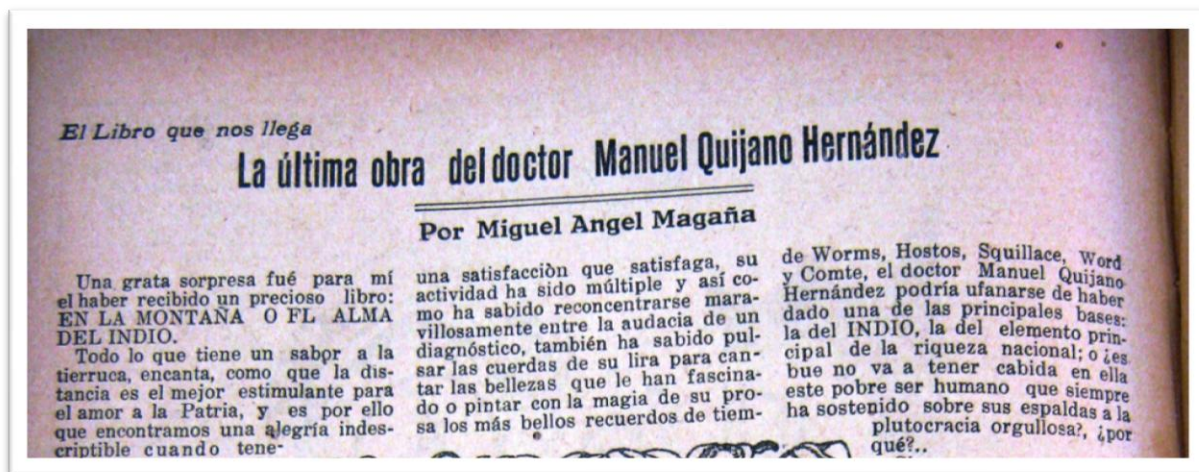 El Libro que nos llega
La última obra del doctor Manuel Quijano Hernández
Por Miguel Angel Magaña
Una grata sorpresa fué para mí
el haber recibido un precioso libro:
EN LA MONTAÑA O FL ALMA
DEL INDIO.
Todo lo que tiene un sabor a la
tierruca, encanta, como que la dis-
tancia es el mejor estimulante para
el amor a la Patria, y es por ello
que encontramos una alegría indes-
criptible cuando tene-
una satisfacciòn que satisfaga, su
actividad ha sido múltiple y así co-
mo ha sabido reconcentrarse mara-
villosamente entre la audacia de un
diagnóstico, también ha sabido pul-
sar las cuerdas de su lira para can-
tar las bellezas que le han fascina-
do o pintar con la magia de su pro-
sa los más bellos recuerdos de tiem-
de Worms, Hostos, Squillace, Word
y Comte, el doctor Manuel Quijano
Hernández podría ufanarse de haber
dado una de las principales bases:
la del INDIO, la del elemento prin-
cipal de la riqueza nacional; o ¿es
bue no va a tener cabida en ella
este pobre ser humano que siempre
ha sostenido sobre sus espaldas a la
plutocracia orgullosa?, ¿por
qué?..